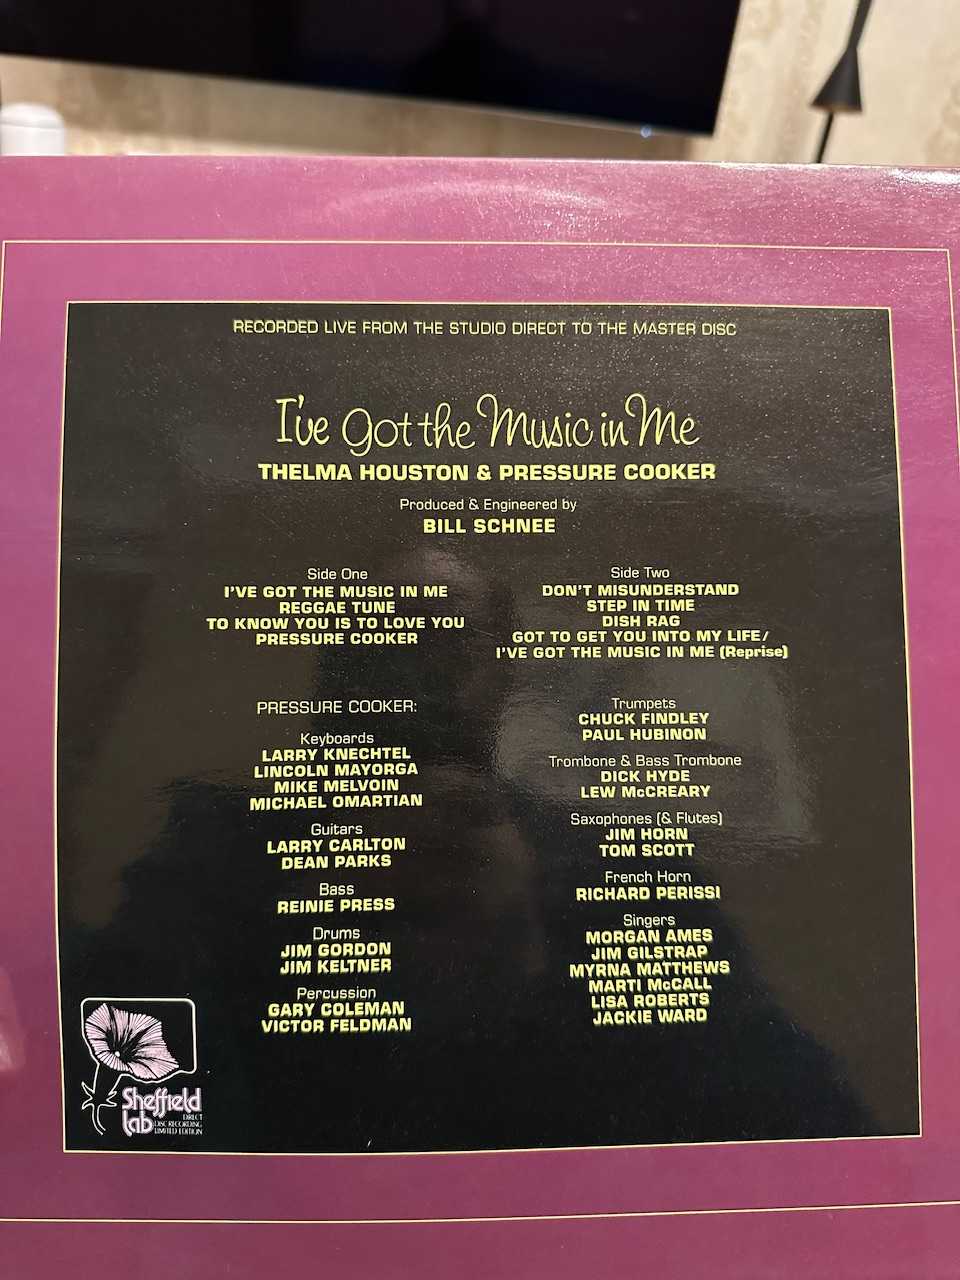 RECORDED LIVE FROM THE STUDIO DIRECT TO THE MASTER DISC
I've Got the Music in Me
THELMA HOUSTON & PRESSURE COOKER
Produced & Engineered by
BILL SCHNEE
Side One
I'VE GOT THE MUSIC IN ME
REGGAE TUNE
TO KNOW YOU IS TO LOVE YOU
PRESSURE COOKER
Side Two
DON'T MISUNDERSTAND
STEP IN TIME
DISH RAG
GOT TO GET YOU INTO MY LIFE/
I'VE GOT THE MUSIC IN ME (Reprise)
PRESSURE COOKER:
Keyboards
LARRY KNECHTEL
LINCOLN MAYORGA
MIKE MELVOIN
MICHAEL OMARTIAN
Guitars
LARRY CARLTON
DEAN PARKS
Bass
REINIE PRESS
Drums
JIM GORDON
JIM KELTNER
Percussion
GARY COLEMAN
VICTOR FELDMAN
Trumpets
CHUCK FINDLEY
PAUL HUBINON
Trombone & Bass Trombone
DICK HYDE
LEW McCREARY
Saxophones (& Flutes)
JIM HORN
TOM SCOTT
French Horn
RICHARD PERISSI
Singers
MORGAN AMES
JIM GILSTRAP
MYRNA MATTHEWS
MARTI McCALL
LISA ROBERTS
JACKIE WARD
Sheffield
lab
DIRECT
DISC RECORDING
LIMITED EDITION